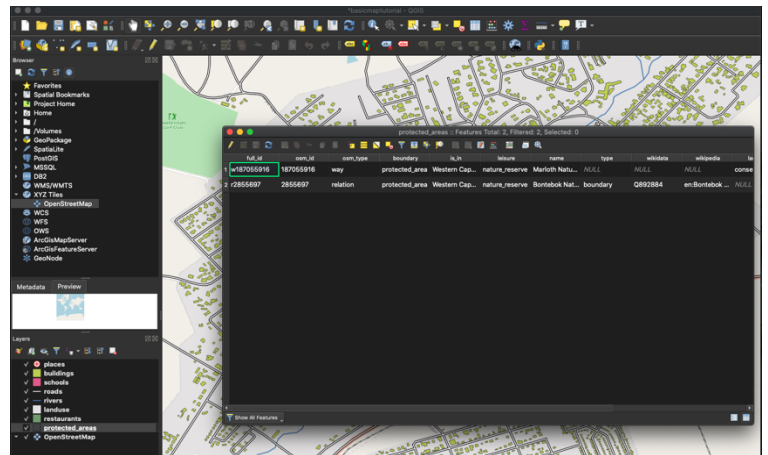 *basicmaptutorial — QGIS
Browser
Favorites
Spatial Bookmarks
Project Home
Home
/
/Volumes
GeoPackage
SpatiaLite
PostGIS
MSSQL
DB2
WMS/WMTS
XYZ Tiles
OpenStreetMap
WCS
WFS
OWS
ArcGisMapServer
ArcGisFeatureServer
GeoNode
Metadata Preview
Layers
places
buildings
schools
roads
rivers
landuse
restaurants
protected_areas
OpenStreetMap
protected_areas :: Features Total: 2, Filtered: 2, Selected: 0
full_id osm_id osm_type boundary is_in leisure name type wikidata wikipedia
1 w187055916 187055916 way protected_area Western Cap... nature_reserve Marloth Natu... NULL NULL NULL conse
2 r2855697 2855697 relation protected_area Western Cap... nature_reserve Bontebok Nat... boundary Q892884 en:Bontebok ... NULL
Show All Features